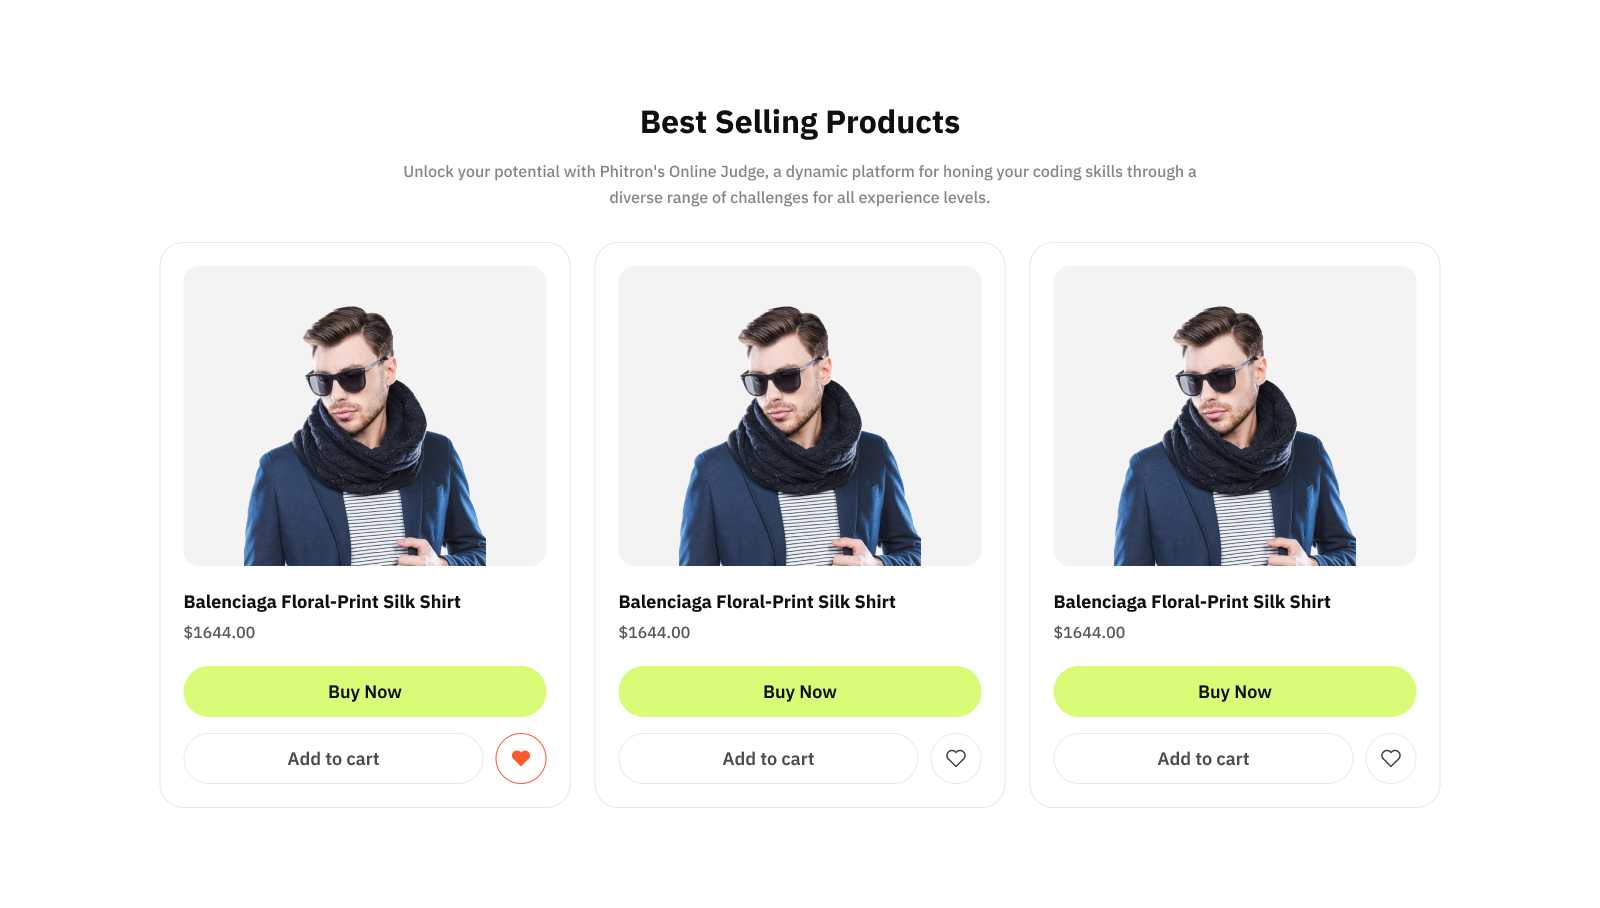 Best Selling Products
Unlock your potential with Phitron's Online Judge, a dynamic platform for honing your coding skills through a
diverse range of challenges for all experience levels.
Balenciaga Floral-Print Silk Shirt
$1644.00
Buy Now
Add to cart
Balenciaga Floral-Print Silk Shirt
$1644.00
Buy Now
Add to cart
Balenciaga Floral-Print Silk Shirt
$1644.00
Buy Now
Add to cart